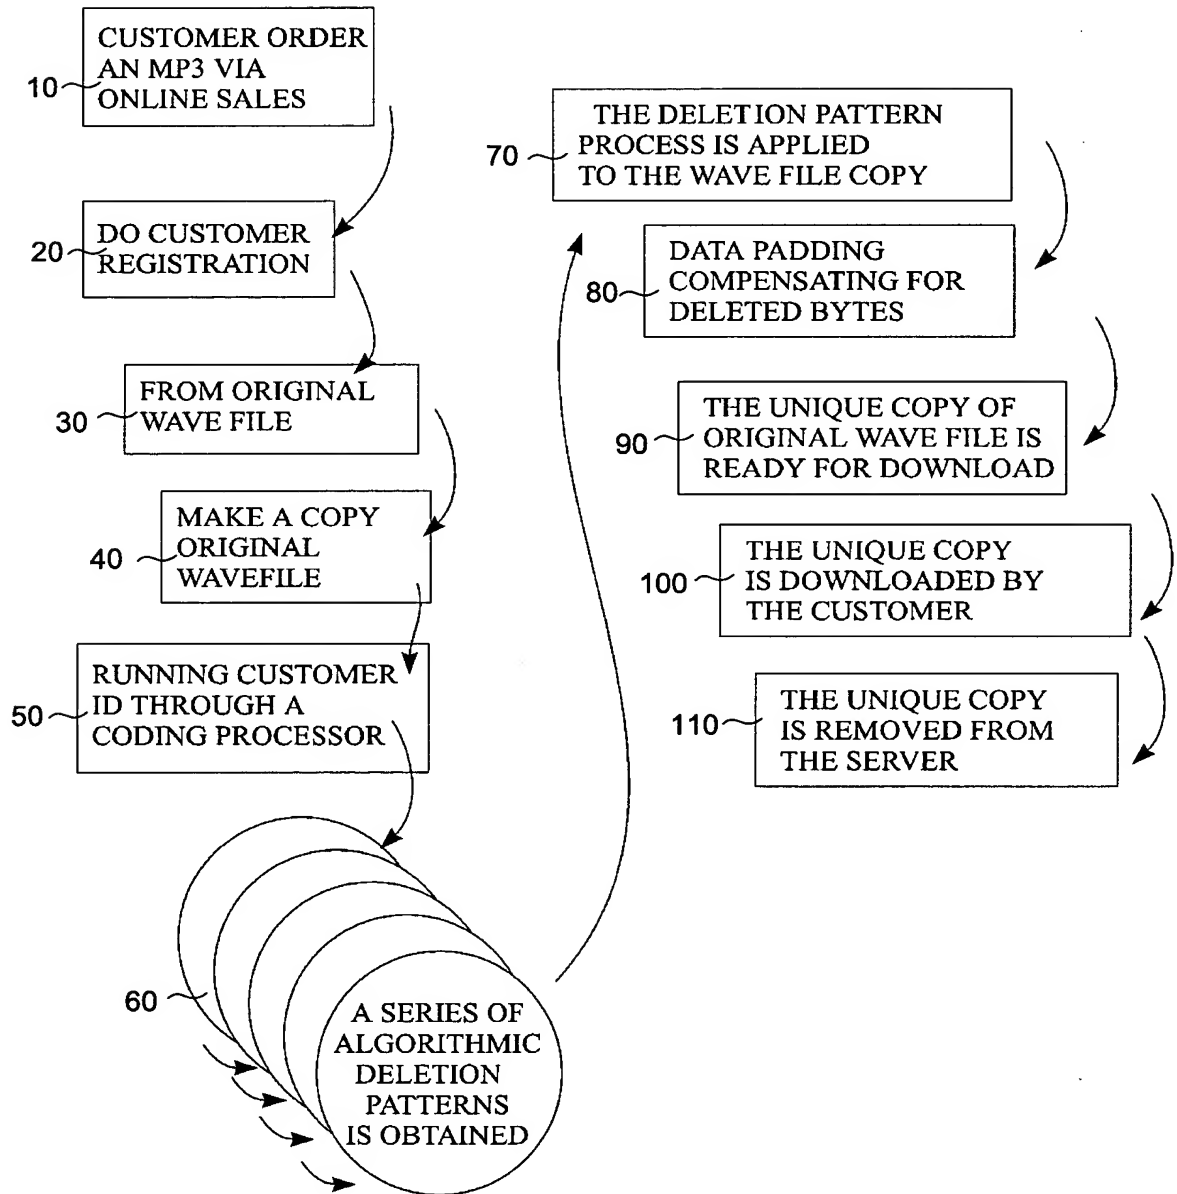 CUSTOMER ORDER
AN MP3 VIA
ONLINE SALES
10
DO CUSTOMER
REGISTRATION
20
FROM ORIGINAL
WAVE FILE
30
MAKE A COPY
ORIGINAL
WAVEFILE
40
RUNNING CUSTOMER
ID THROUGH A
CODING PROCESSOR
50
60
A SERIES OF
ALGORITHMIC
DELETION
PATTERNS
IS OBTAINED
THE DELETION PATTERN
PROCESS IS APPLIED
TO THE WAVE FILE COPY
70
DATA PADDING
COMPENSATING FOR
DELETED BYTES
80
THE UNIQUE COPY OF
ORIGINAL WAVE FILE IS
READY FOR DOWNLOAD
90
THE UNIQUE COPY
IS DOWNLOADED BY
THE CUSTOMER
100
THE UNIQUE COPY
IS REMOVED FROM
THE SERVER
110